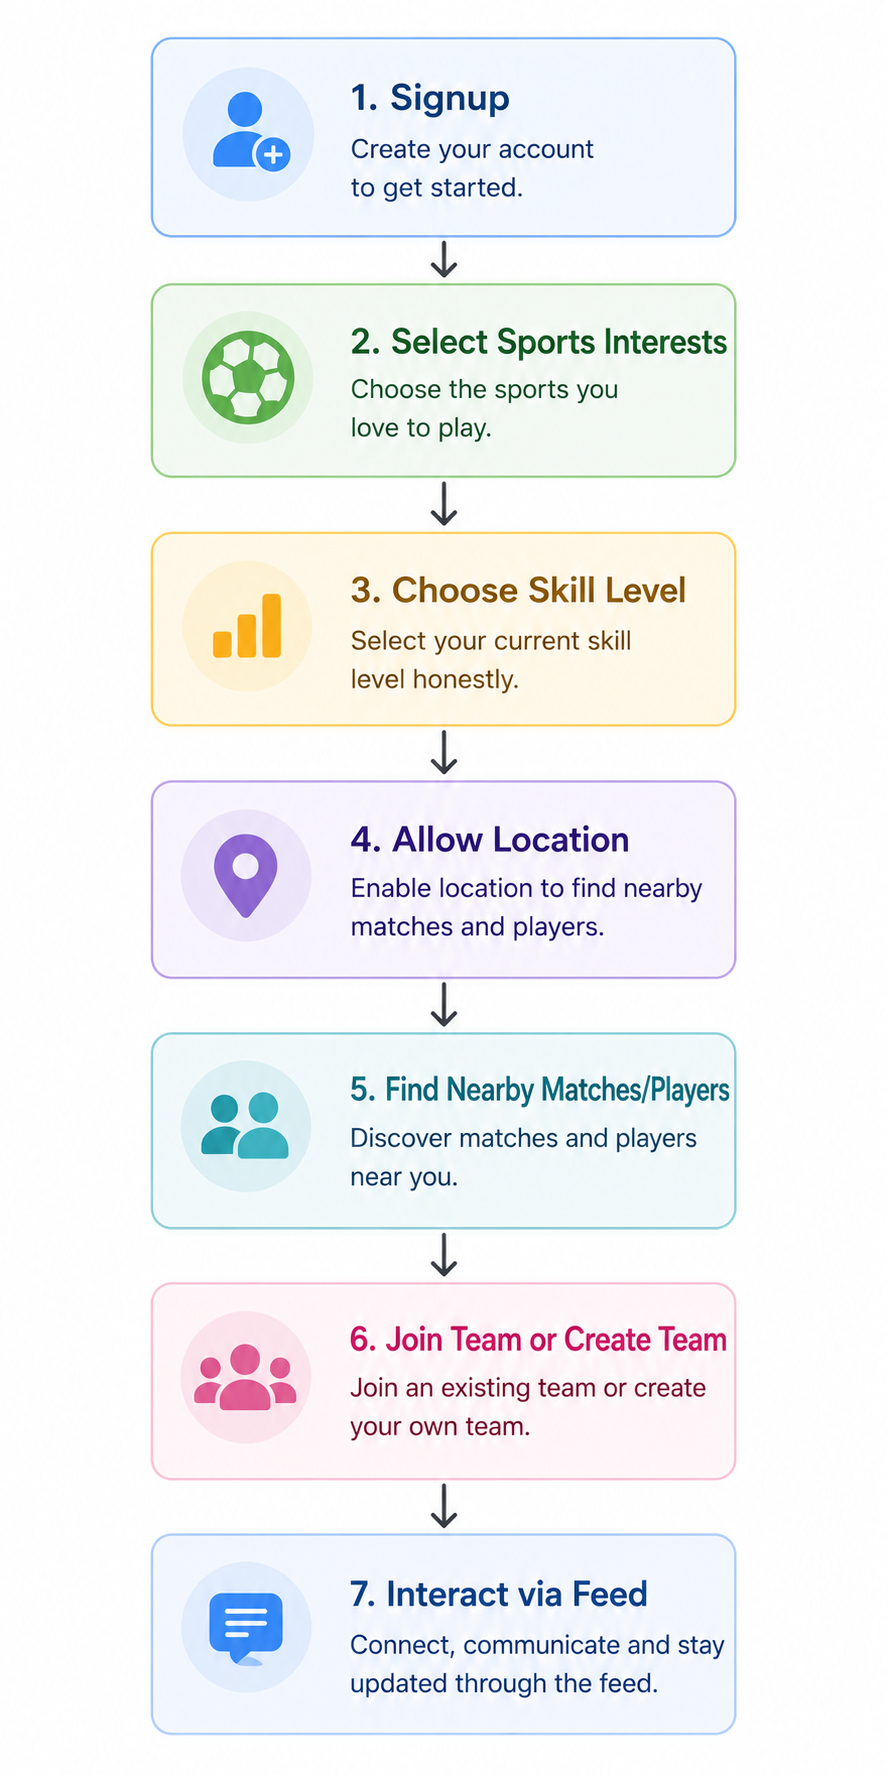 1. Signup
Create your account
to get started.
2. Select Sports Interests
Choose the sports you
love to play.
3. Choose Skill Level
Select your current skill
level honestly.
4. Allow Location
Enable location to find nearby
matches and players.
5. Find Nearby Matches/Players
Discover matches and players
near you.
6. Join Team or Create Team
Join an existing team or create
your own team.
7. Interact via Feed
Connect, communicate and stay
updated through the feed.